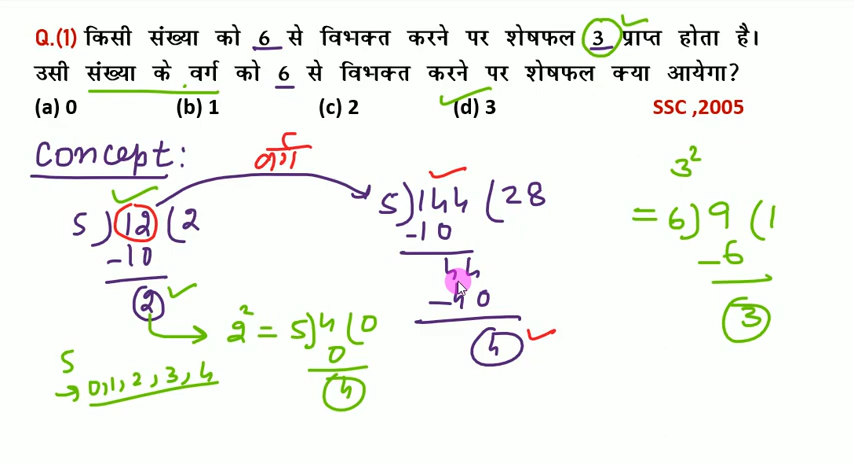 Q.(1) किसी संख्या को 6 से विभक्त करने पर शेषफल 3 प्राप्त होता है।
उसी संख्या के वर्ग को 6 से विभक्त करने पर शेषफल क्या आयेगा?
(a) 0 (b) 1 (c) 2 (d) 3 SSC ,2005
Concept:
वर्ग
5)12(2
-10
2
5)144(28
-10
44
-40
4
3²
= 6)9(1
-6
3
2² = 5)4(0
0
4
5
→ 0,1,2,3,4